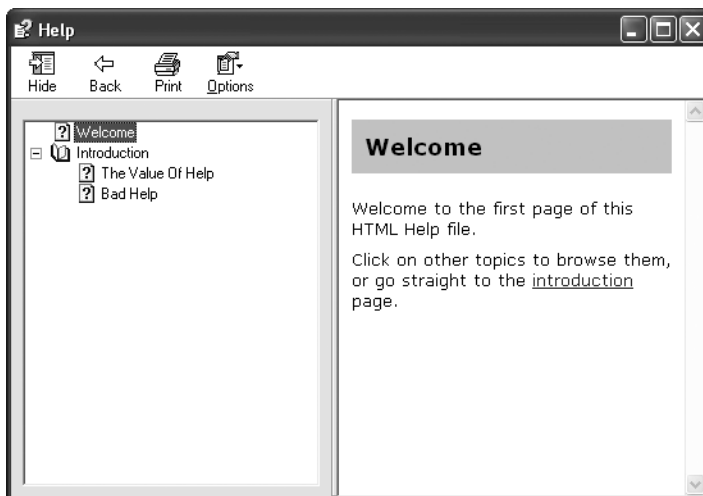 Help
Hide Back Print Options
Welcome
Introduction
The Value Of Help
Bad Help
Welcome
Welcome to the first page of this
HTML Help file.
Click on other topics to browse them,
or go straight to the introduction
page.